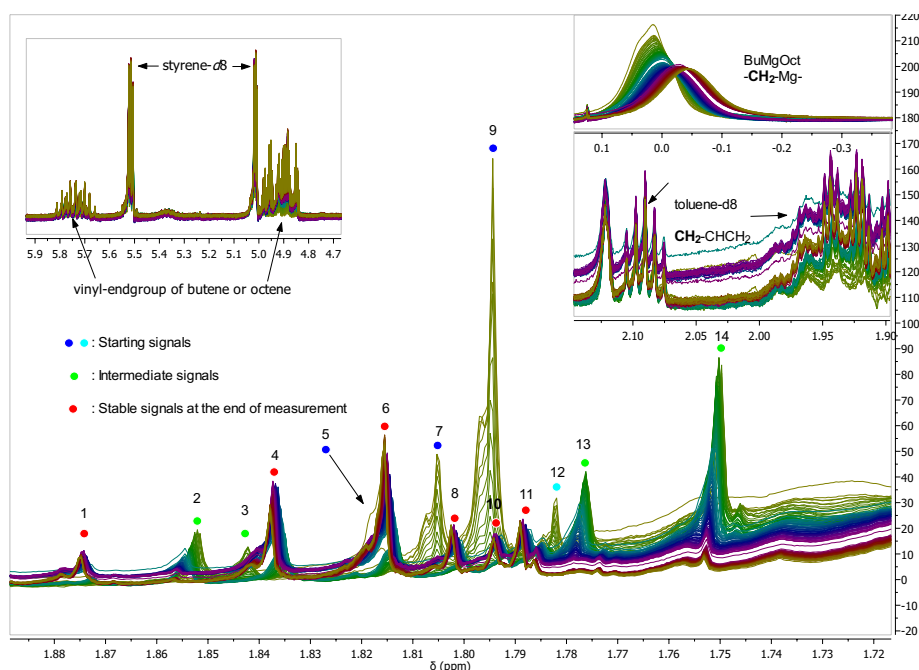 styrene-d8
5.9 5.8 5.7 5.6 5.5 5.4 5.3 5.2 5.1 5.0 4.9 4.8 4.7
vinyl-endgroup of butene or octene
BuMgOct
-CH2-Mg-
0.1 0.0 -0.1 -0.2 -0.3
toluene-d8
CH2-CHCH2
2.10 2.05 2.00 1.95 1.90
: Starting signals
: Intermediate signals
: Stable signals at the end of measurement
1 2 3 4 5 6 7 8 9 10 11 12 13 14
220
210
200
190
180
170
160
150
140
130
120
110
100
90
80
70
60
50
40
30
20
10
0
-10
-20
1.88 1.87 1.86 1.85 1.84 1.83 1.82 1.81 1.80 1.79 1.78 1.77 1.76 1.75 1.74 1.73 1.72
δ (ppm)